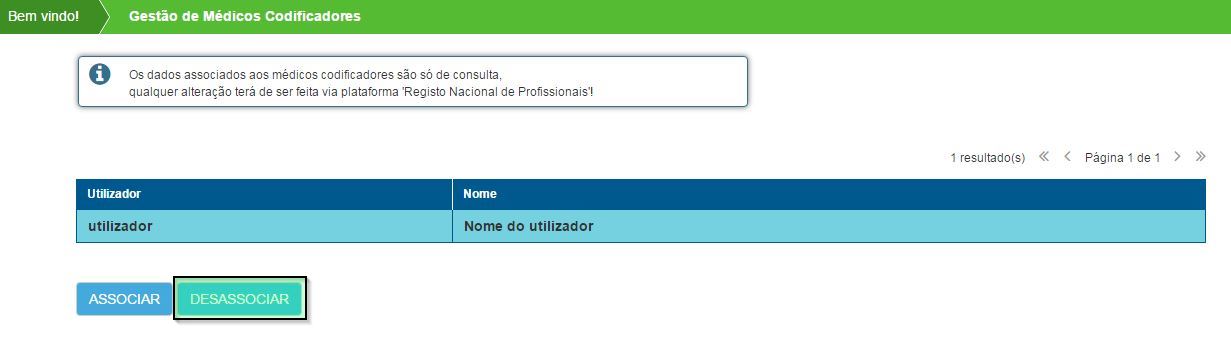 Bem vindo! Gestão de Médicos Codificadores
Os dados associados aos médicos codificadores são só de consulta,
qualquer alteração terá de ser feita via plataforma 'Registo Nacional de Profissionais'!
1 resultado(s) Página 1 de 1
Utilizador Nome
utilizador Nome do utilizador
ASSOCIAR DESASSOCIAR